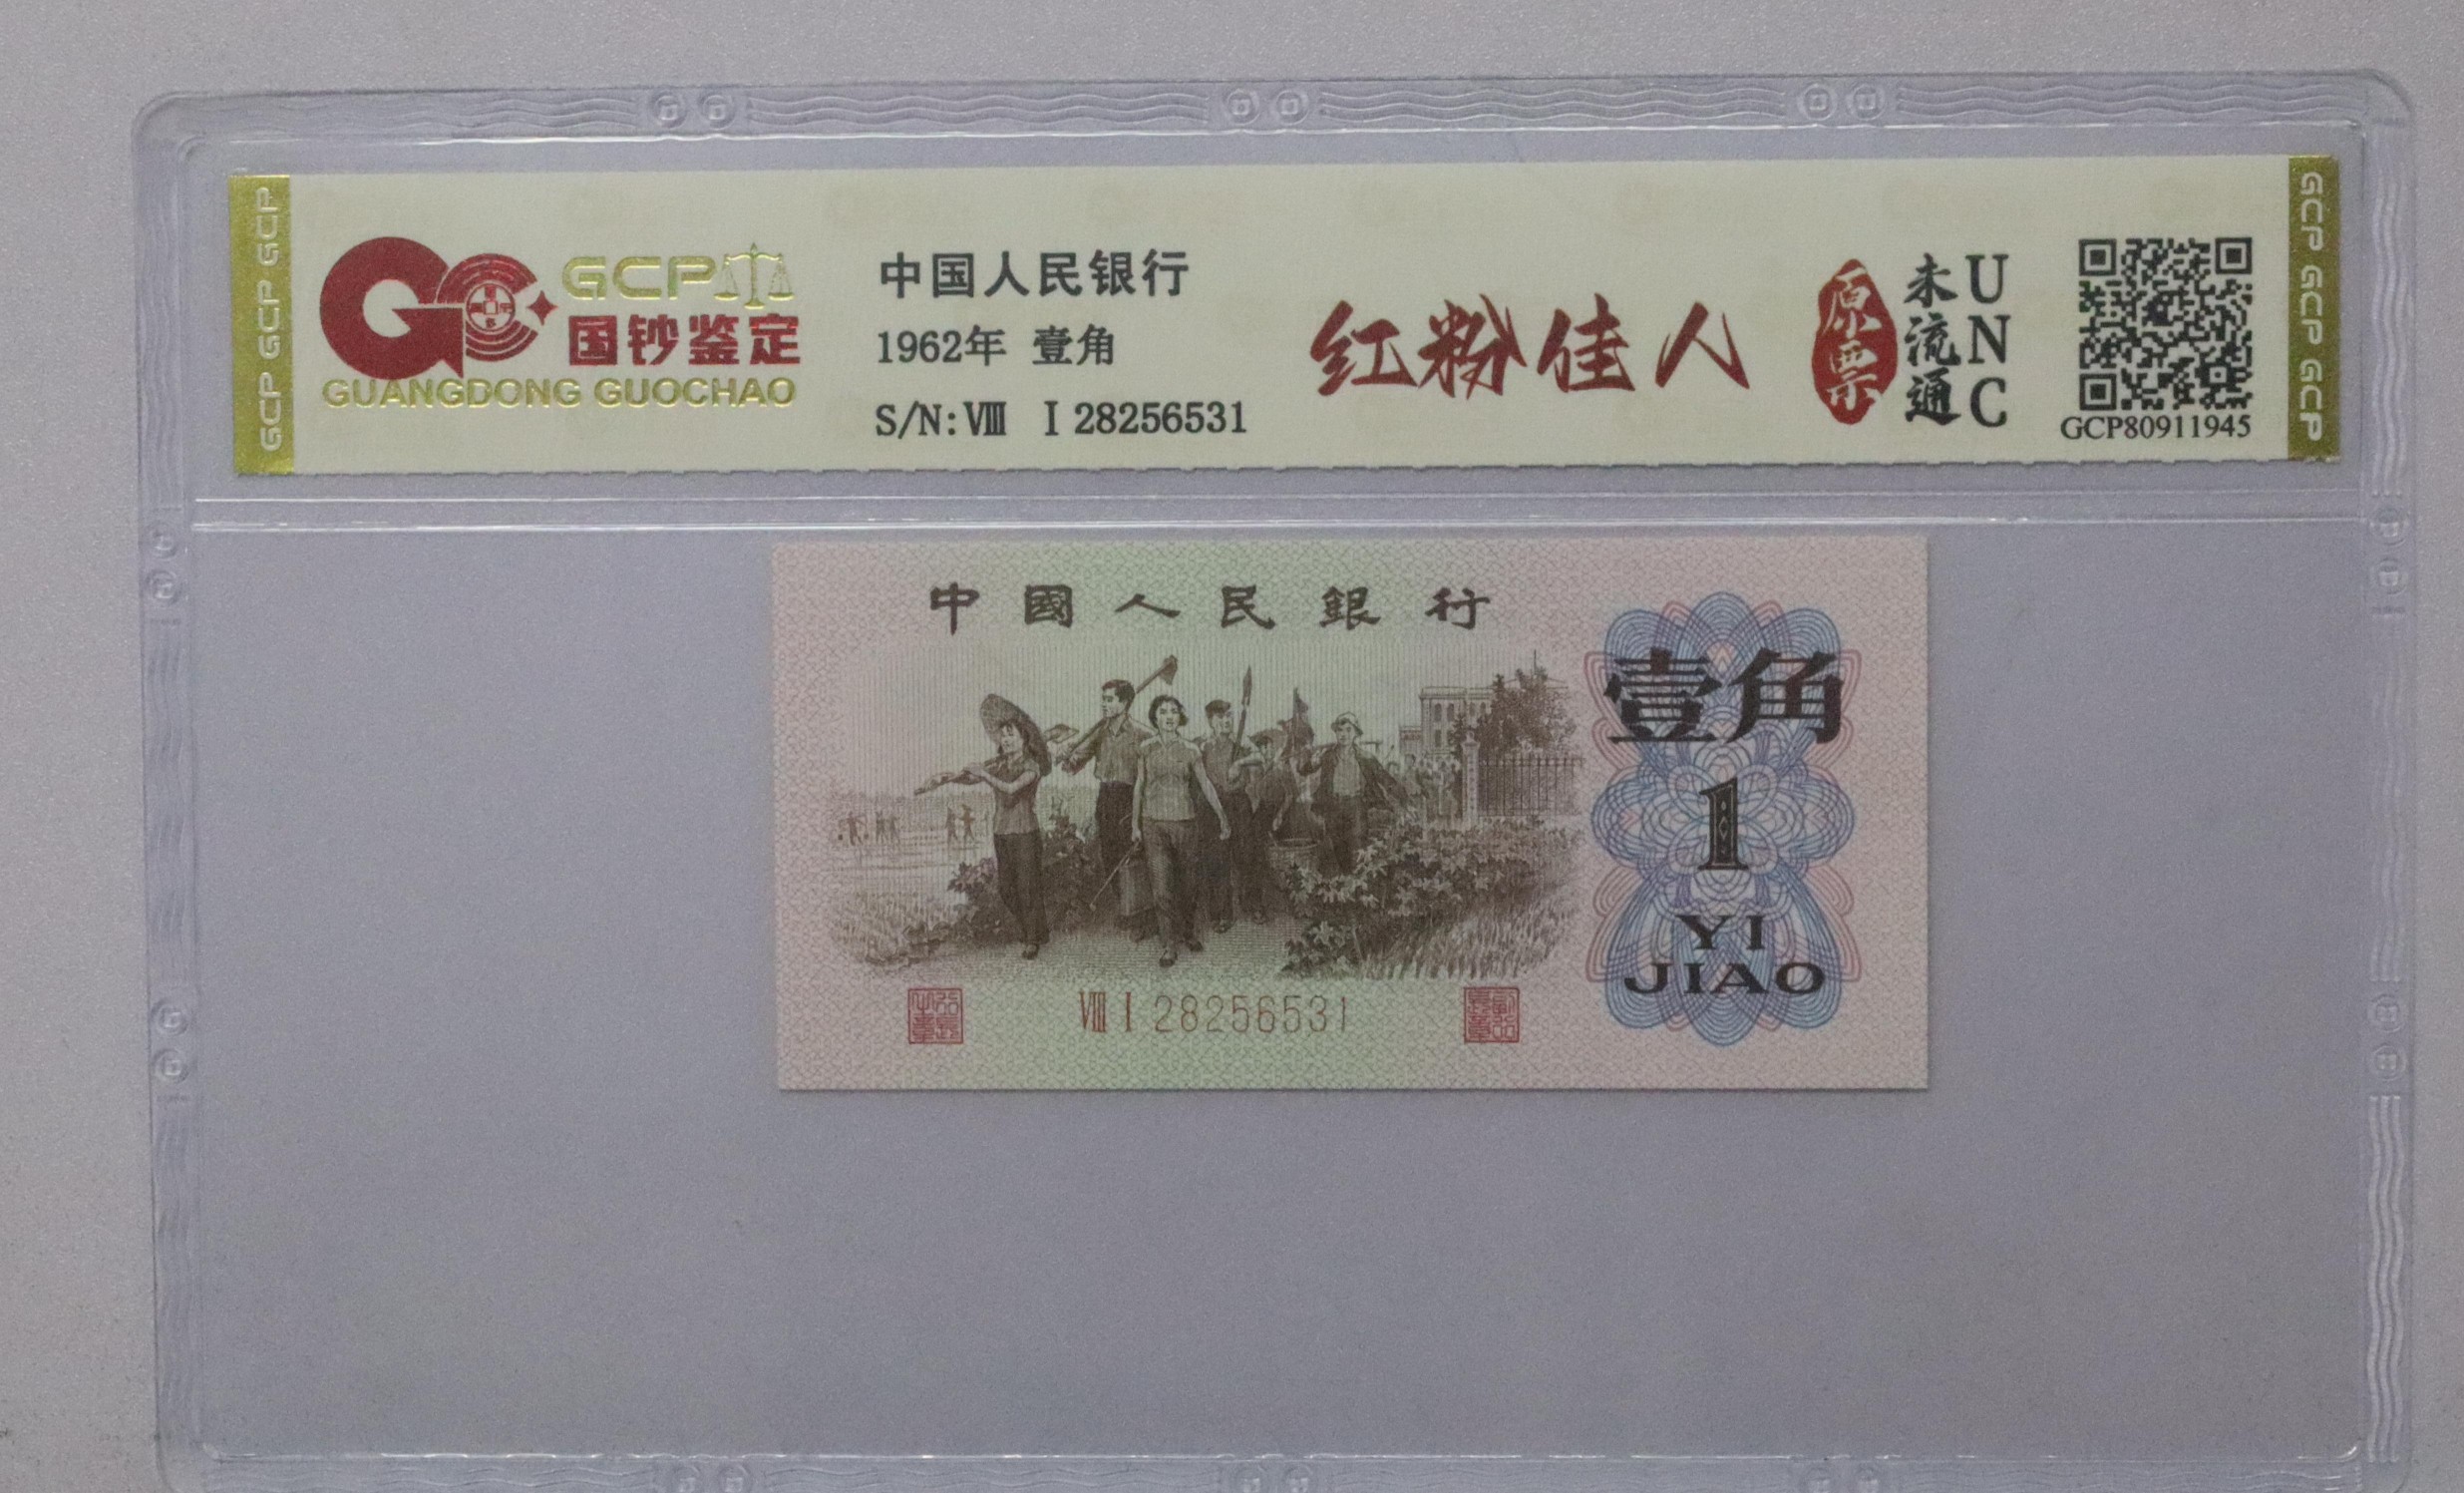 GCP GCP GCP
GCP
国钞鉴定
GUANGDONG GUOCHAO
中国人民银行
1962年 壹角
S/N:Ⅷ Ⅰ 28256531
红粉佳人
原票
未流通
UNC
GCP80911945
GCP GCP GCP
中國人民銀行
壹角
1
YI
JIAO
Ⅷ Ⅰ 28256531